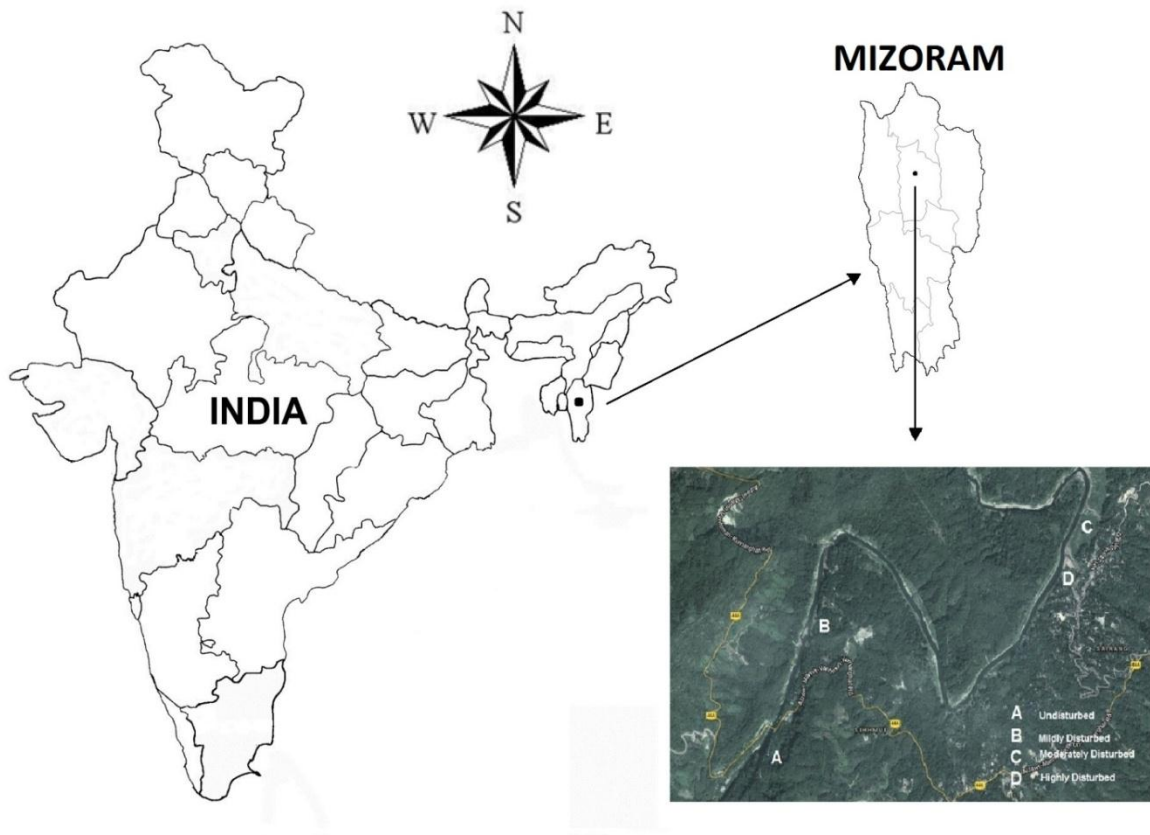 N
W
E
S
MIZORAM
INDIA
A
B
C
D
A Undisturbed
B Mildly Disturbed
C Moderately Disturbed
D Highly Disturbed